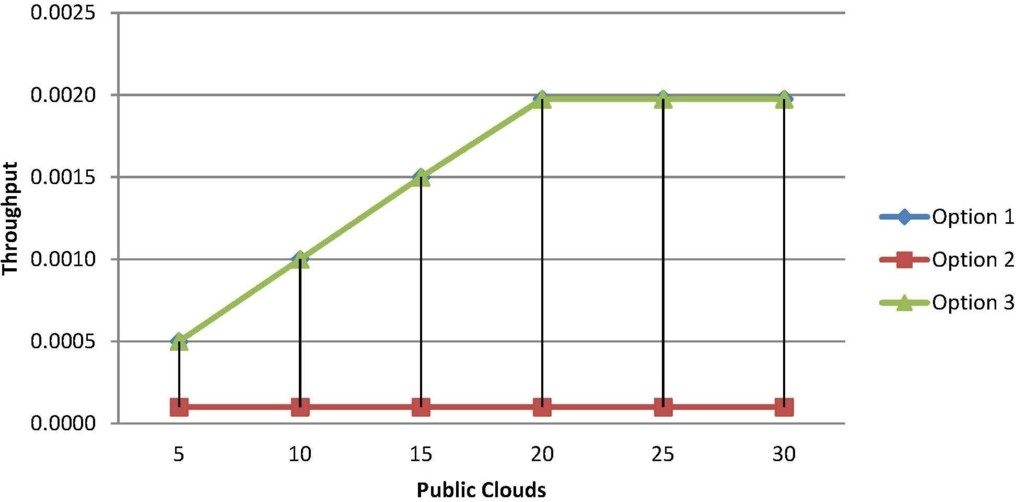 0.0025
0.0020
0.0015
0.0010
0.0005
0.0000
Throughput
5 10 15 20 25 30
Public Clouds
Option 1
Option 2
Option 3